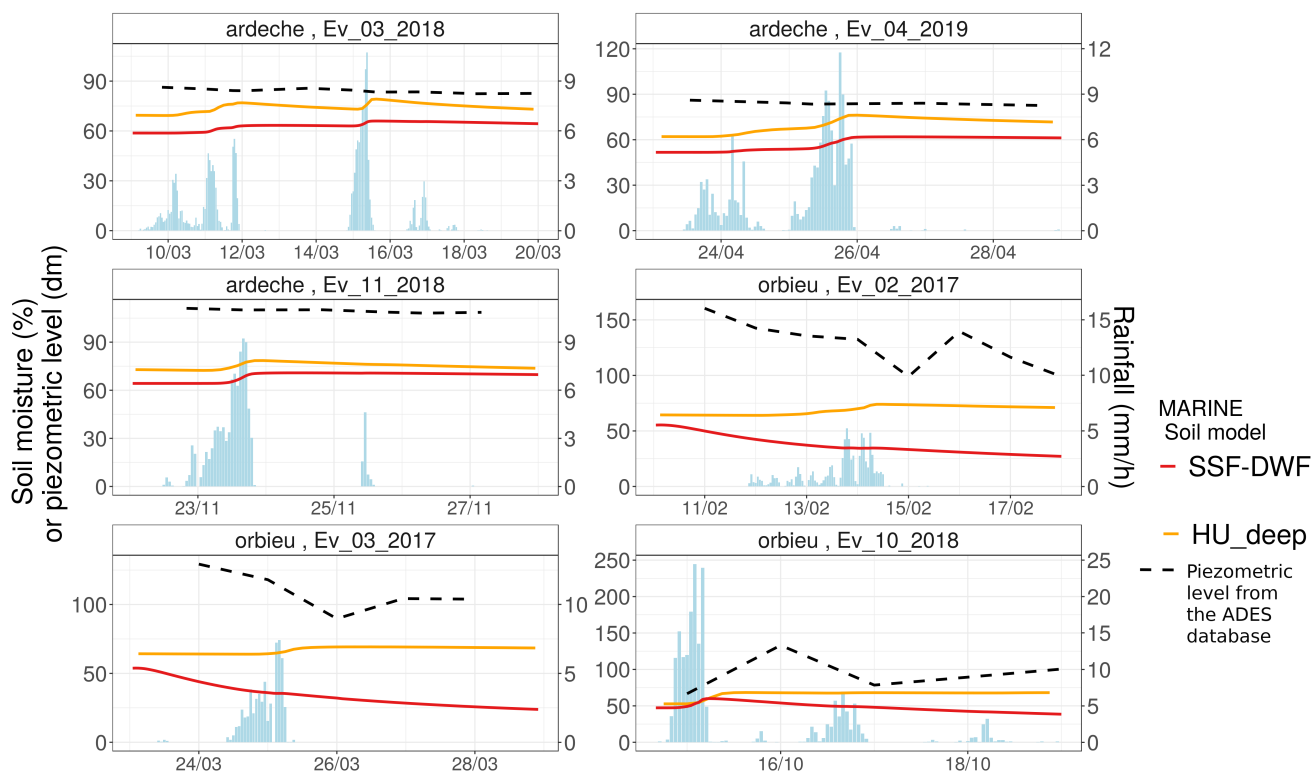 ardeche , Ev_03_2018
90
60
30
0
9
6
3
0
10/03 12/03 14/03 16/03 18/03 20/03
ardeche , Ev_04_2019
120
90
60
30
0
12
9
6
3
0
24/04 26/04 28/04
ardeche , Ev_11_2018
90
60
30
0
9
6
3
0
23/11 25/11 27/11
orbieu , Ev_02_2017
150
100
50
0
15
10
5
0
11/02 13/02 15/02 17/02
orbieu , Ev_03_2017
100
50
0
10
5
0
24/03 26/03 28/03
orbieu , Ev_10_2018
250
200
150
100
50
0
25
20
15
10
5
0
16/10 18/10
Soil moisture (%)
or piezometric level (dm)
Rainfall (mm/h)
MARINE
Soil model
SSF-DWF
HU_deep
Piezometric
level from
the ADES
database